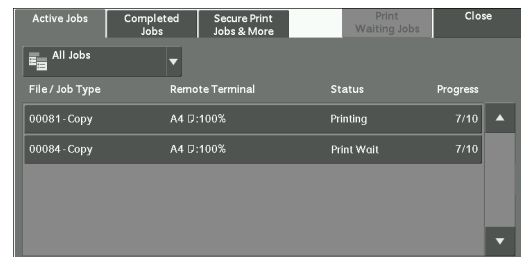 Active Jobs
Completed Jobs
Secure Print Jobs & More
Print Waiting Jobs
Close
All Jobs
File / Job Type Remote Terminal Status Progress
00081 - Copy A4 :100% Printing 7/10
00084 - Copy A4 :100% Print Wait 7/10